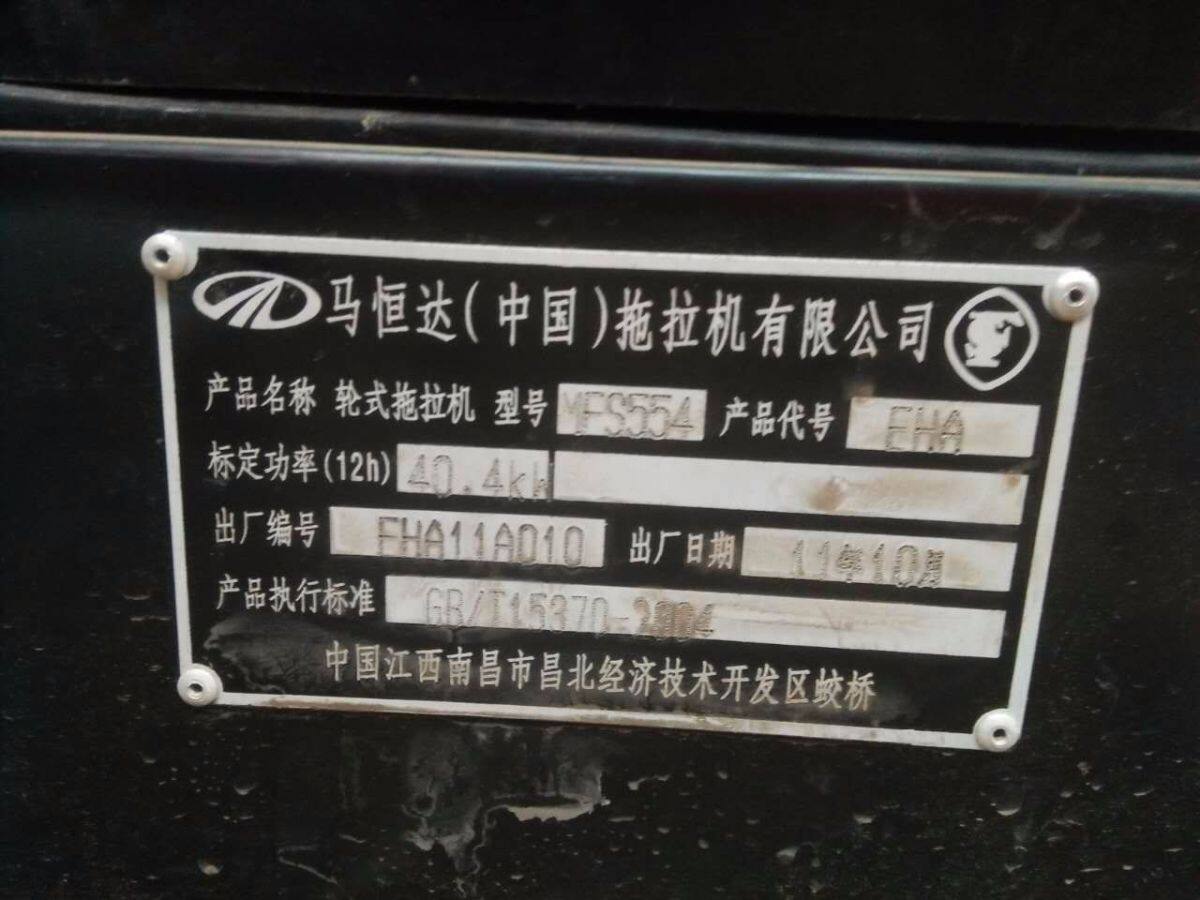 马恒达(中国)拖拉机有限公司
产品名称 轮式拖拉机 型号 MFS554 产品代号 EHA
标定功率(12h) 40.4kW
出厂编号 EHA11A010 出厂日期 11年10月
产品执行标准 GB/T15370-2004
中国江西南昌市昌北经济技术开发区蛟桥